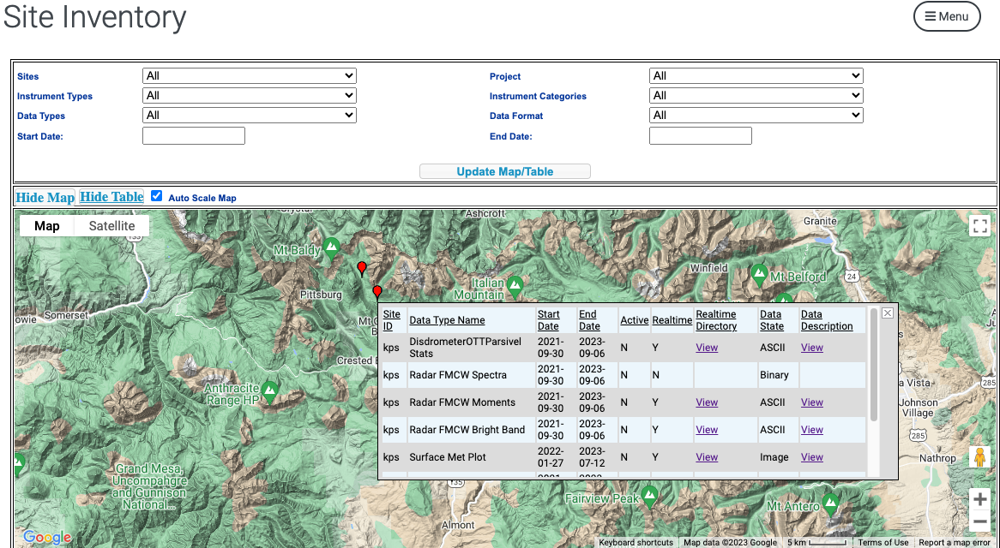 Site Inventory
Menu
Sites All Project All
Instrument Types All Instrument Categories All
Data Types All Data Format All
Start Date: End Date:
Update Map/Table
Hide Map Hide Table Auto Scale Map
Ashcroft
Map Satellite
Granite
Mt Baldy
Winfield
Mt Belford
24
Italian
Mountain
Pittsburg
Somerset
Crested
Anthracite
Range HP
Site ID Data Type Name Start Date End Date Active Realtime Realtime Directory Data State Data Description
kps DisdrometerOTTParsivel Stats 2021-09-30 2023-09-06 N Y View ASCII View
kps Radar FMCW Spectra 2021-09-30 2023-09-06 N N Binary
kps Radar FMCW Moments 2021-09-30 2023-09-06 N Y View ASCII View
kps Radar FMCW Bright Band 2021-09-30 2023-09-06 N Y View ASCII View
kps Surface Met Plot 2022-01-27 2023-07-12 N Y View Image View
a Vista
285
Johnson
Village
285
Nathrop
Grand Mesa,
Uncompahgre
and Gunnison
National...
135
Fairview Peak
Mt Antero
Almont
Google
Keyboard shortcuts Map data ©2023 Google 5 km Terms of Use Report a map error